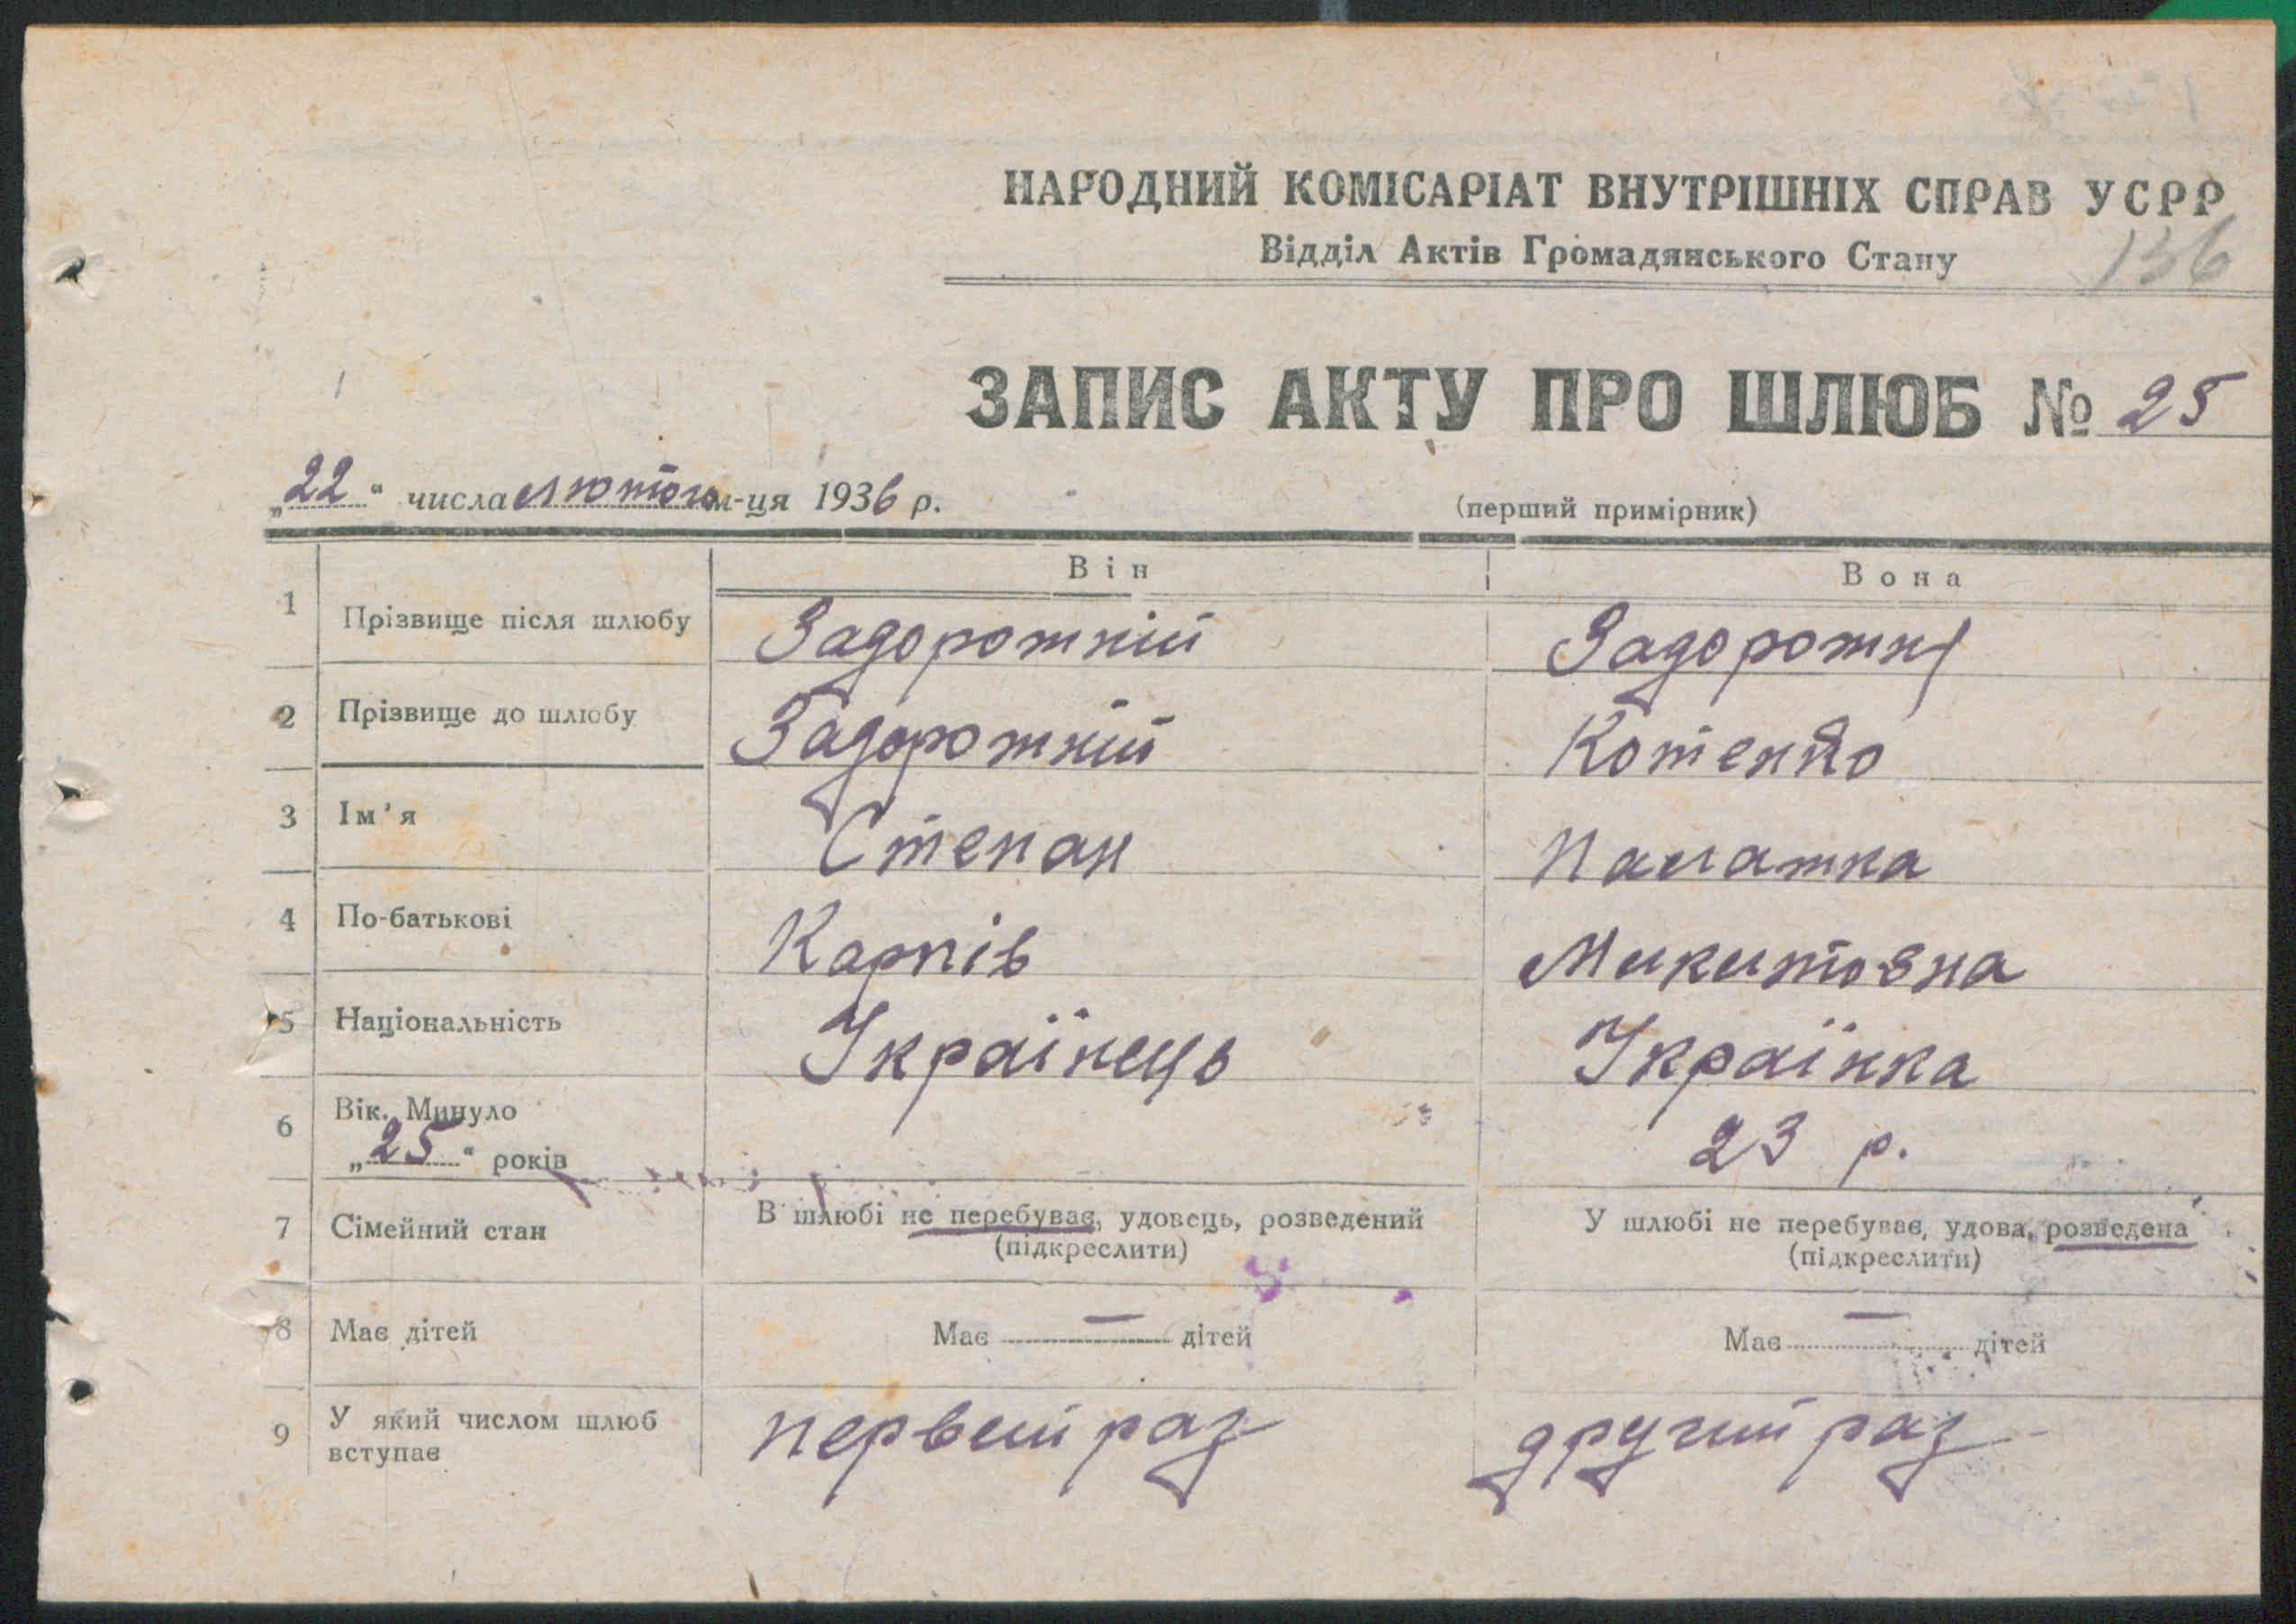 НАРОДНИЙ КОМІСАРІАТ ВНУТРІШНІХ СПРАВ УСРР
Відділ Актів Громадянського Стану
136
ЗАПИС АКТУ ПРО ШЛЮБ № 25
„22“ числа Лютого м-ця 1936 р.
(перший примірник)
Він Вона
1 Прізвище після шлюбу Задорожній Задорожня
2 Прізвище до шлюбу Задорожній Котенко
3 Ім'я Степан
4 По-батькові Карпів Микитовна
5 Національність Українець Українка
6 Вік. Минуло
„25“ років 23 р.
7 Сімейний стан В шлюбі не перебуває, удовець, розведений У шлюбі не перебуває, удова, розведена
(підкреслити) (підкреслити)
8 Має дітей Має — дітей Має — дітей
9 У який числом шлюб
вступає первий раз другий раз